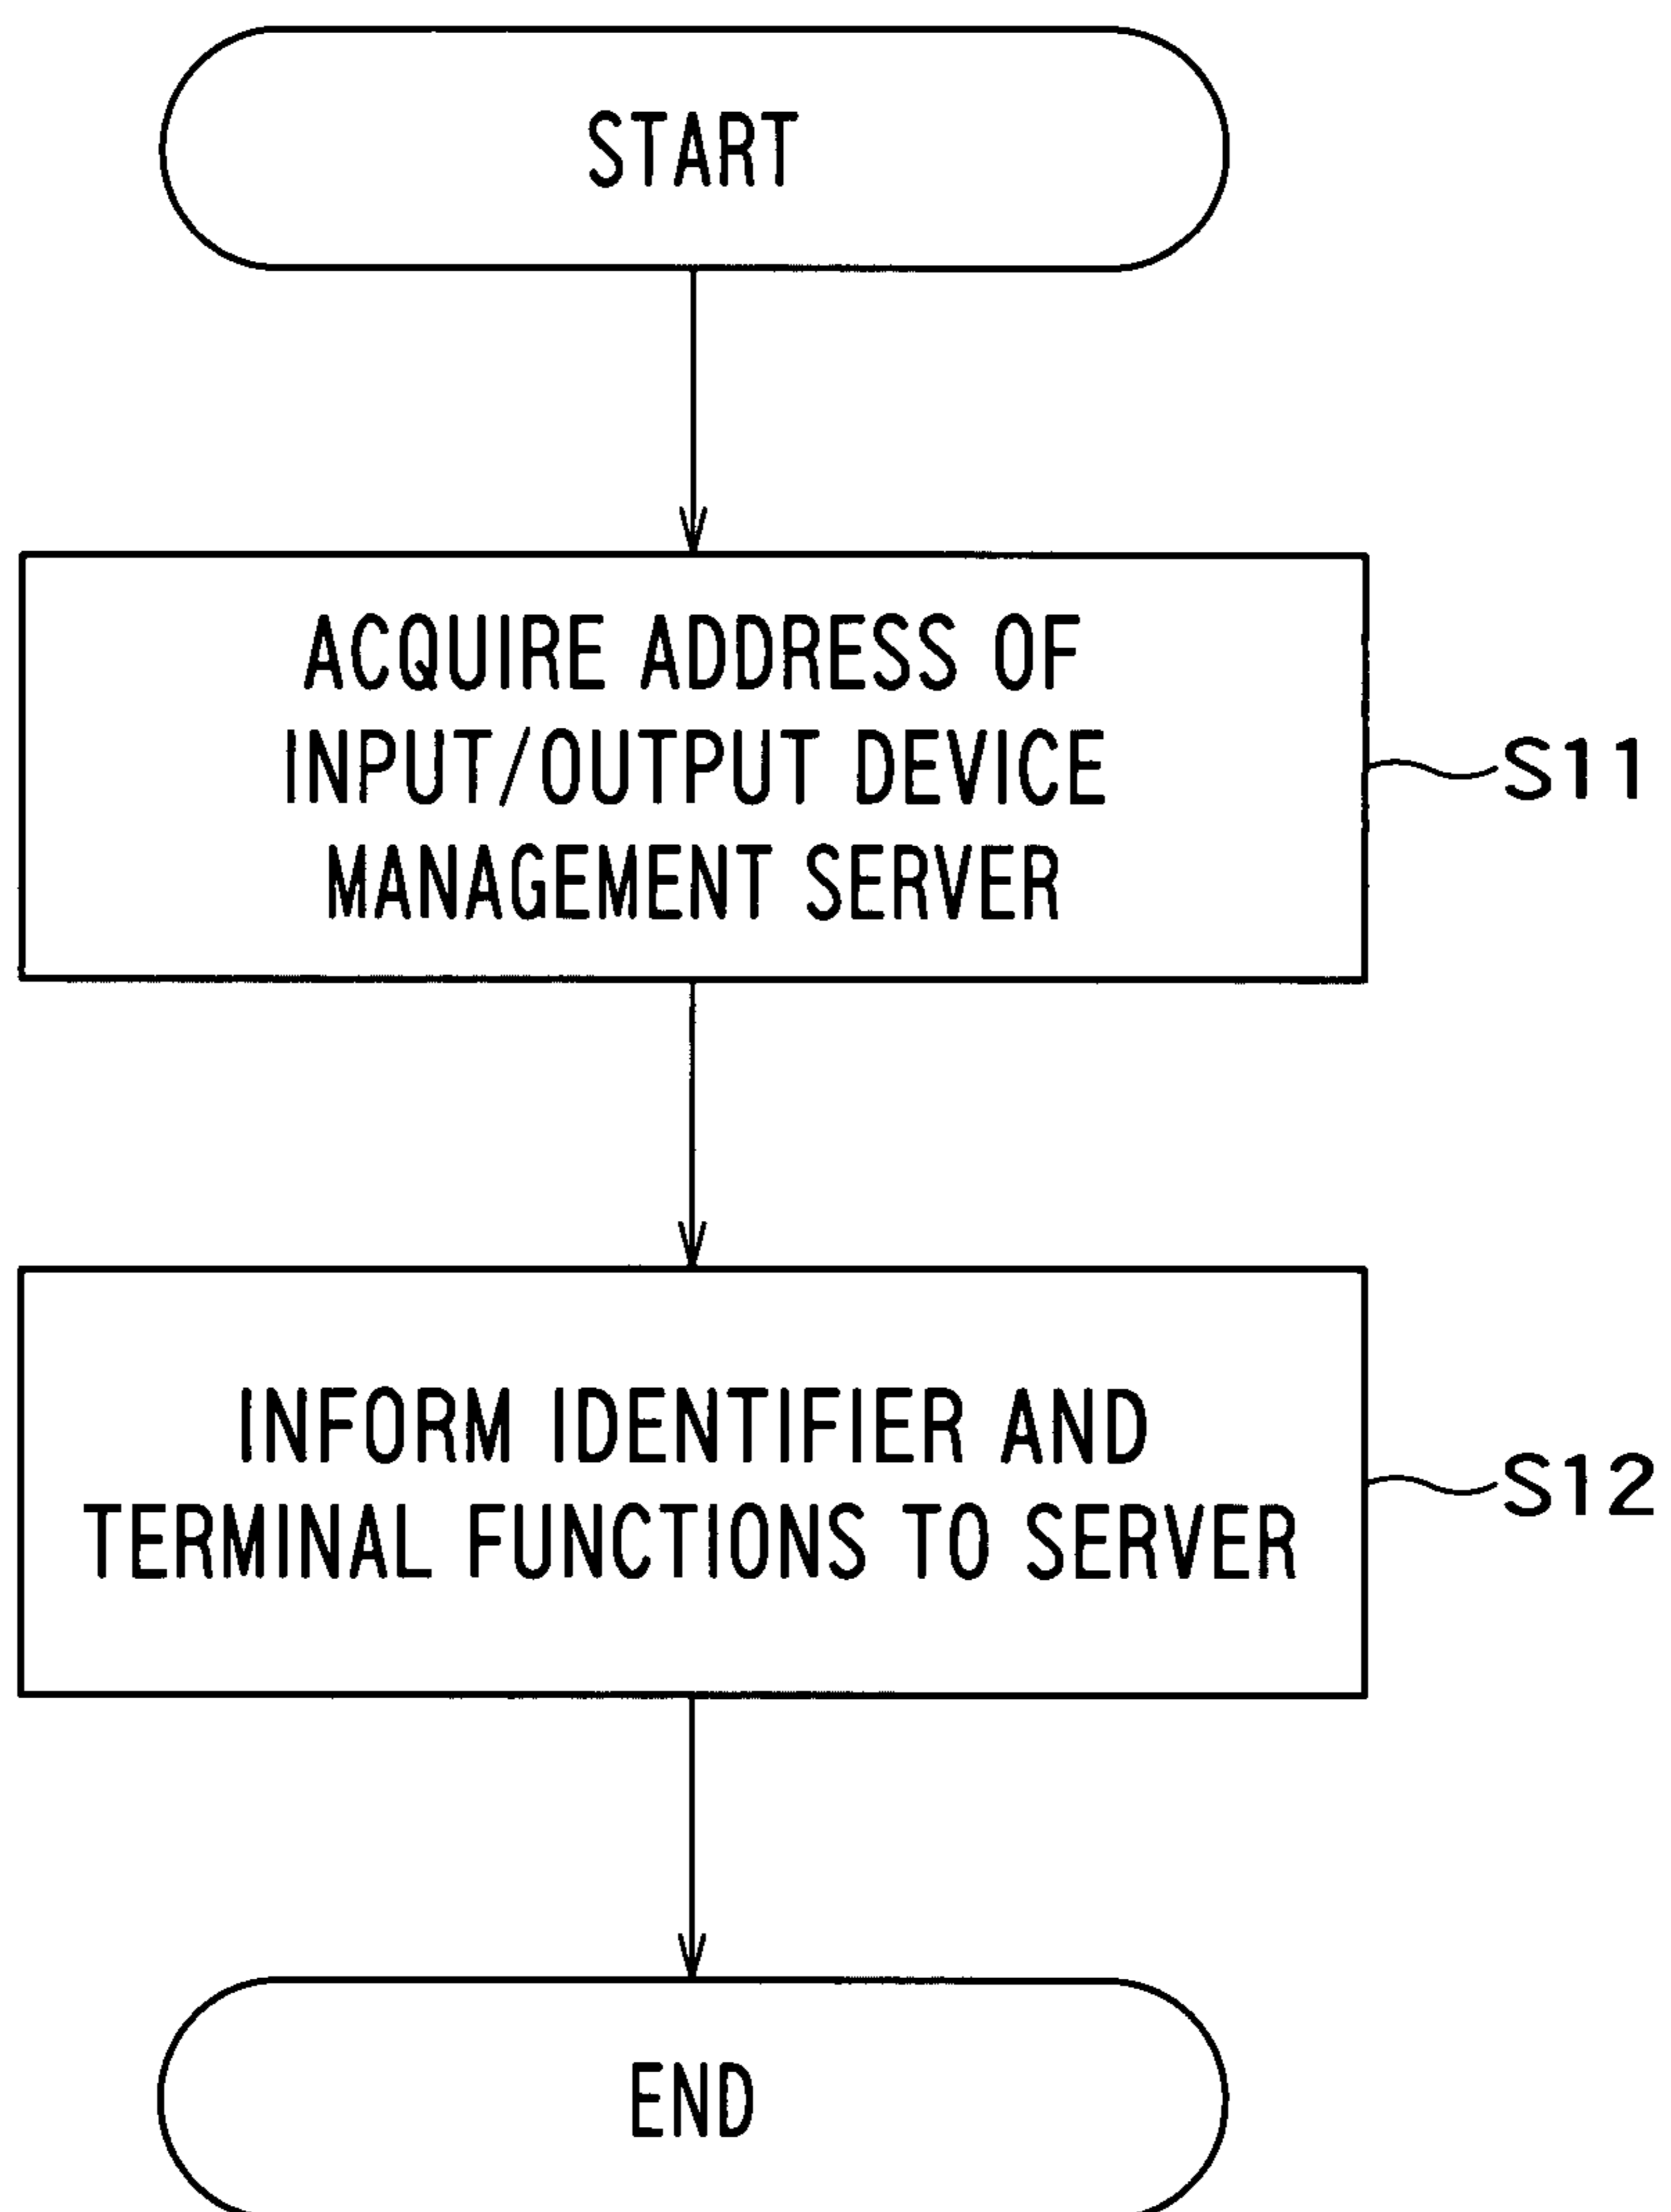 START
ACQUIRE ADDRESS OF
INPUT/OUTPUT DEVICE
MANAGEMENT SERVER
S11
INFORM IDENTIFIER AND
TERMINAL FUNCTIONS TO SERVER
S12
END